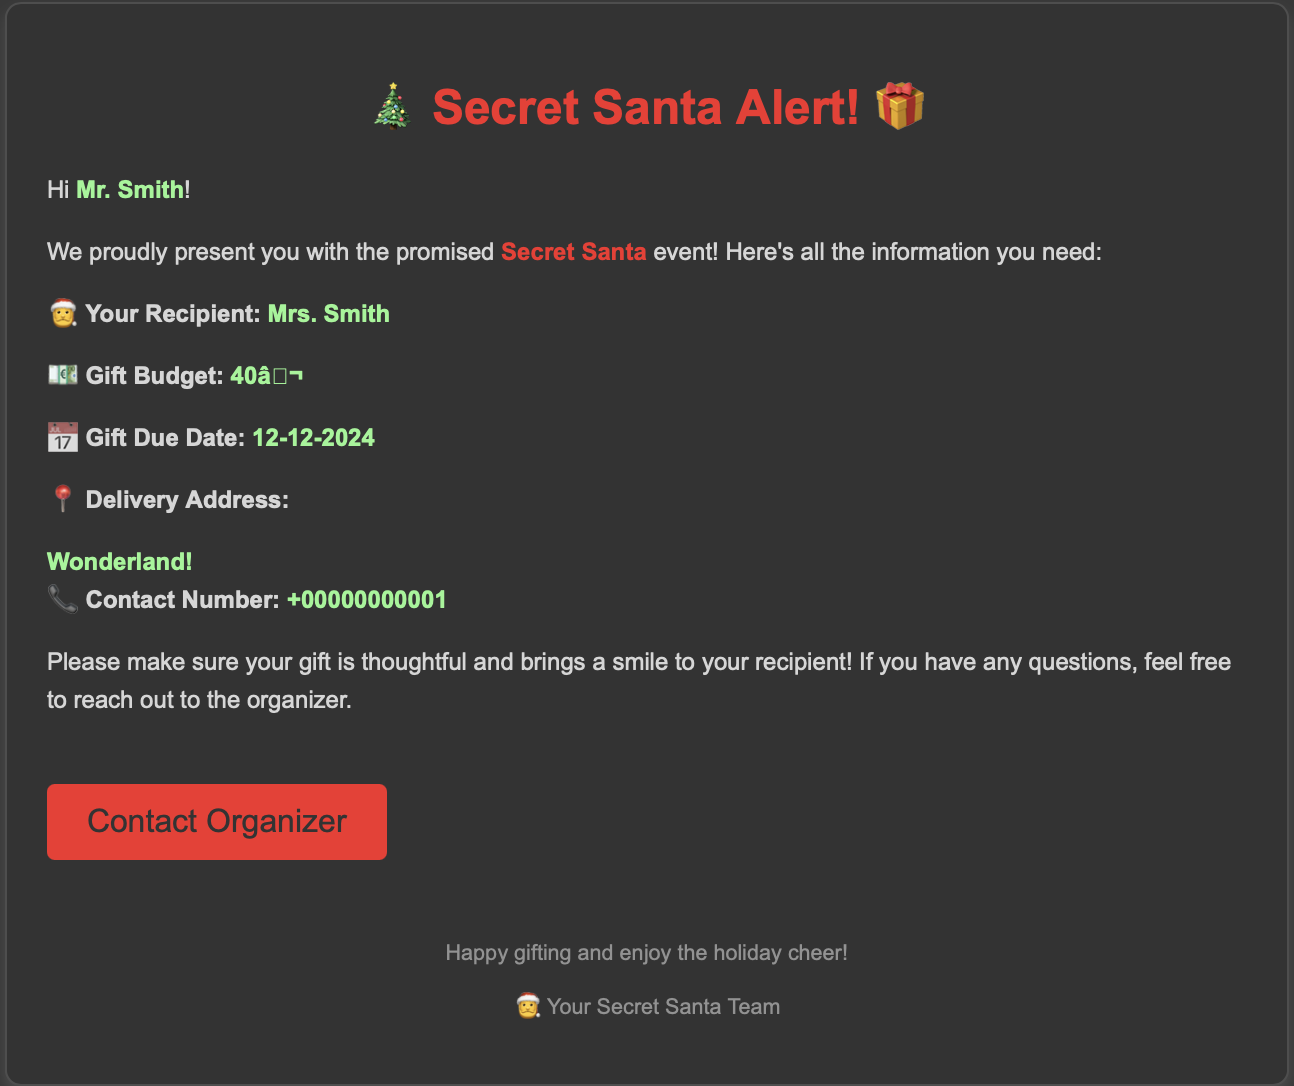 🎄 Secret Santa Alert! 🎁
Hi Mr. Smith!
We proudly present you with the promised Secret Santa event! Here's all the information you need:
🧑‍🎄 Your Recipient: Mrs. Smith
💶 Gift Budget: 40â□¬
📅 Gift Due Date: 12-12-2024
📍 Delivery Address:
Wonderland!
📞 Contact Number: +00000000001
Please make sure your gift is thoughtful and brings a smile to your recipient! If you have any questions, feel free
to reach out to the organizer.
Contact Organizer
Happy gifting and enjoy the holiday cheer!
🧑‍🎄 Your Secret Santa Team